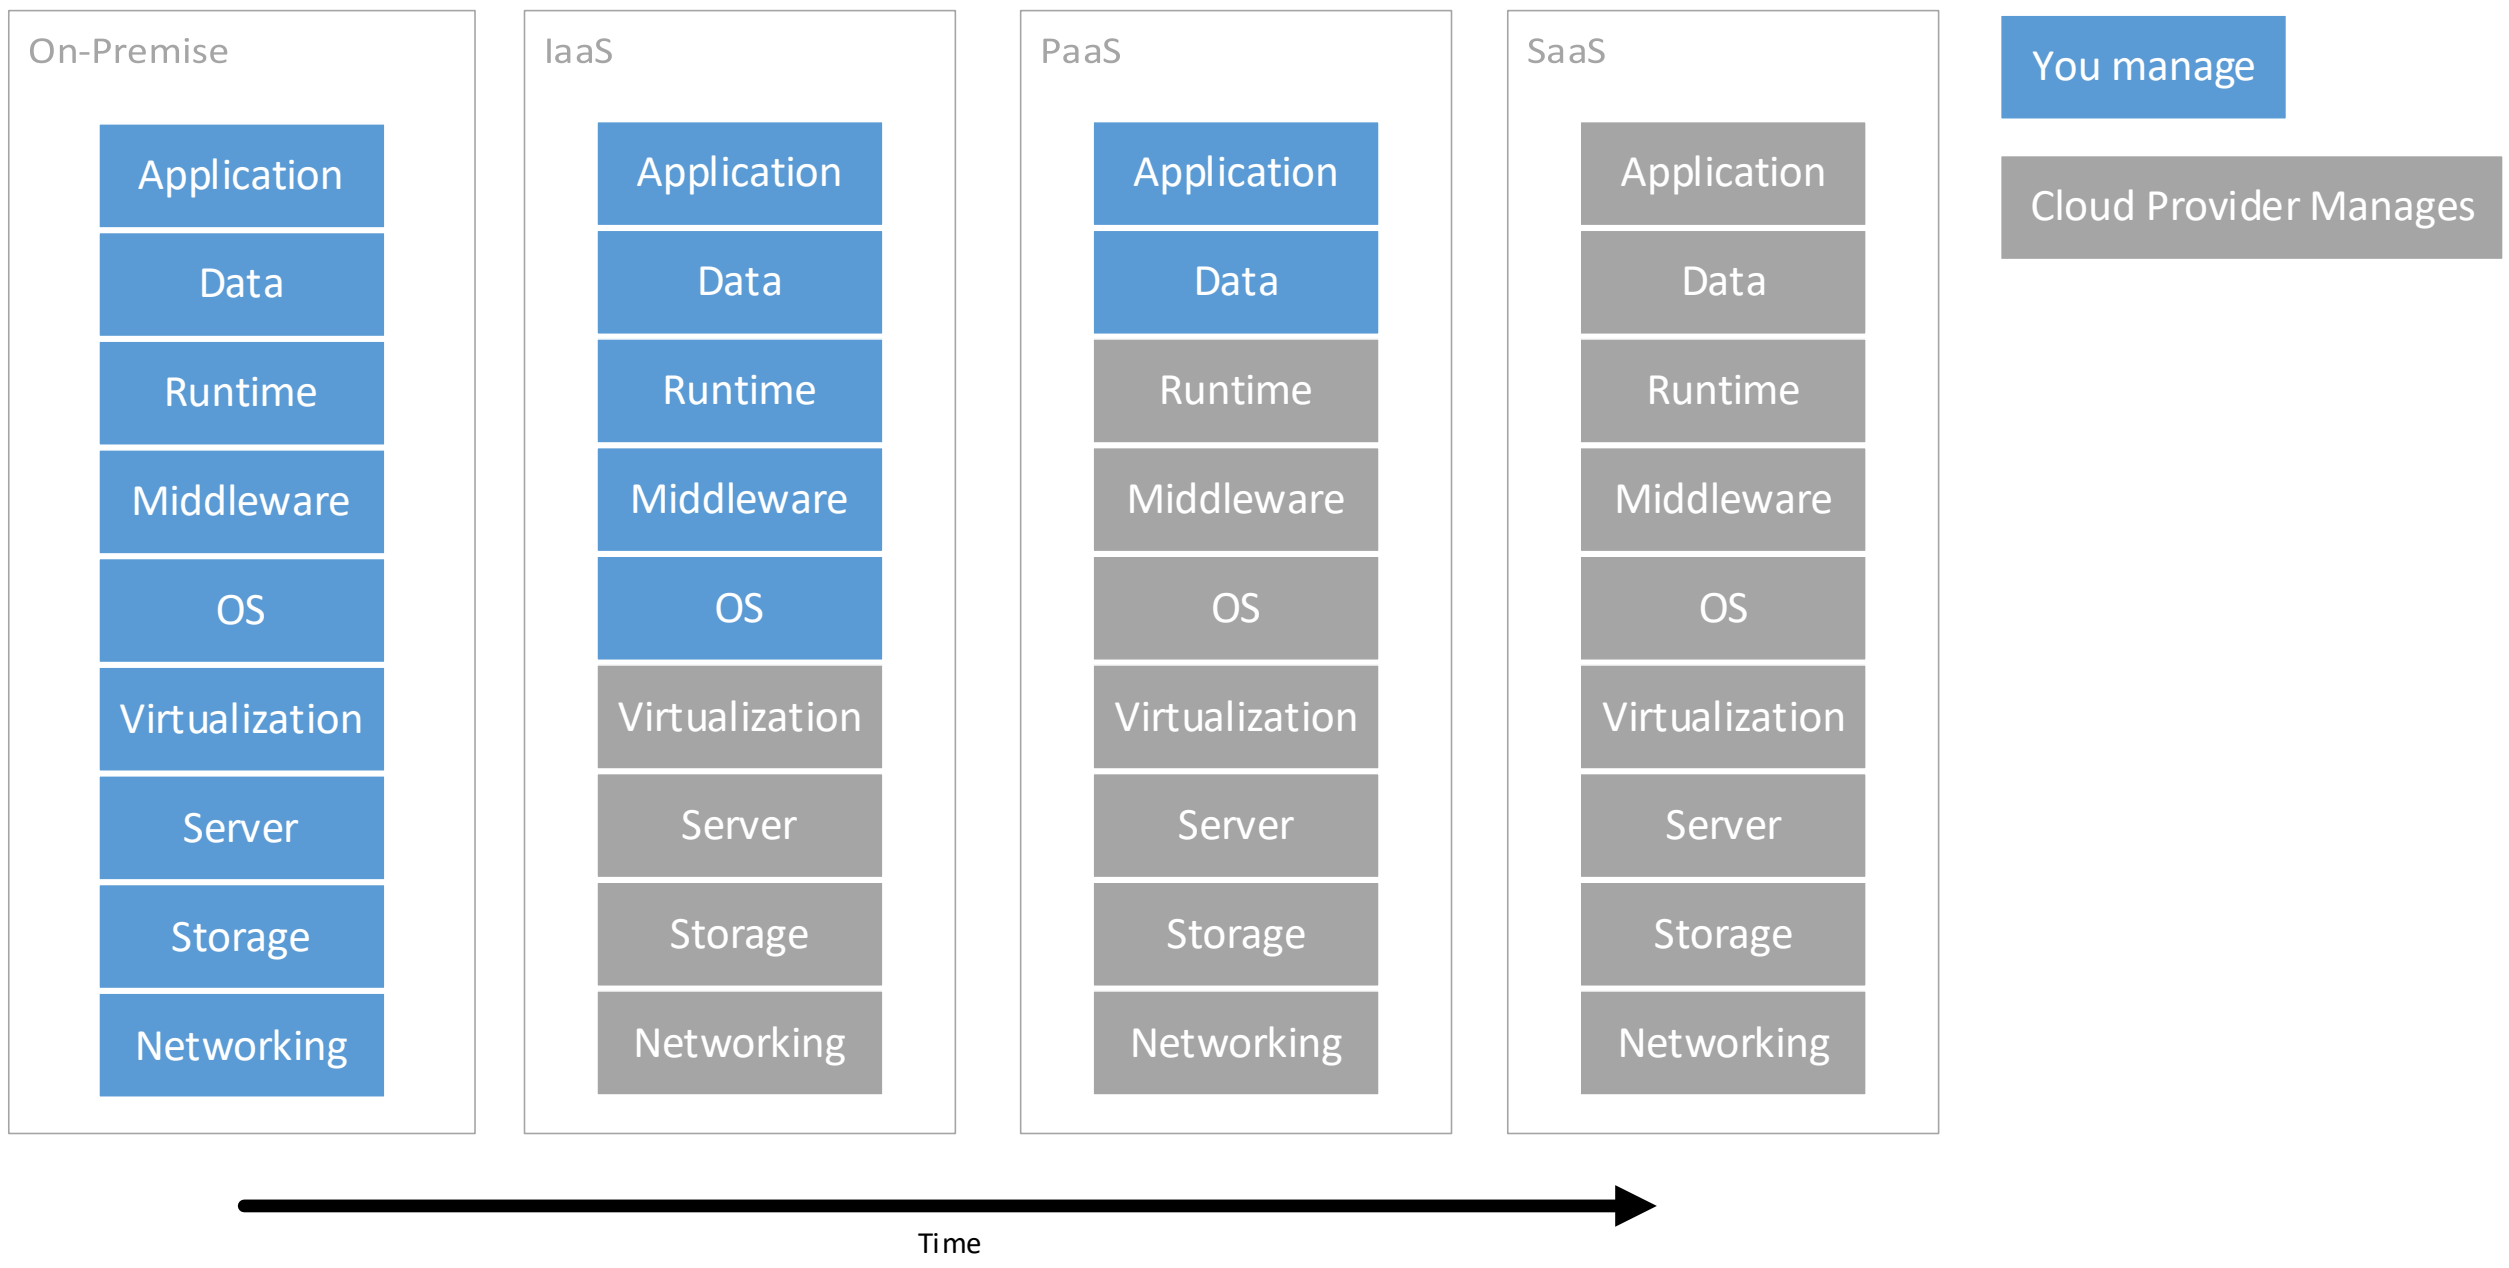 On-Premise
Application
Data
Runtime
Middleware
OS
Virtualization
Server
Storage
Networking
IaaS
Application
Data
Runtime
Middleware
OS
Virtualization
Server
Storage
Networking
PaaS
Application
Data
Runtime
Middleware
OS
Virtualization
Server
Storage
Networking
SaaS
Application
Data
Runtime
Middleware
OS
Virtualization
Server
Storage
Networking
You manage
Cloud Provider Manages
Time